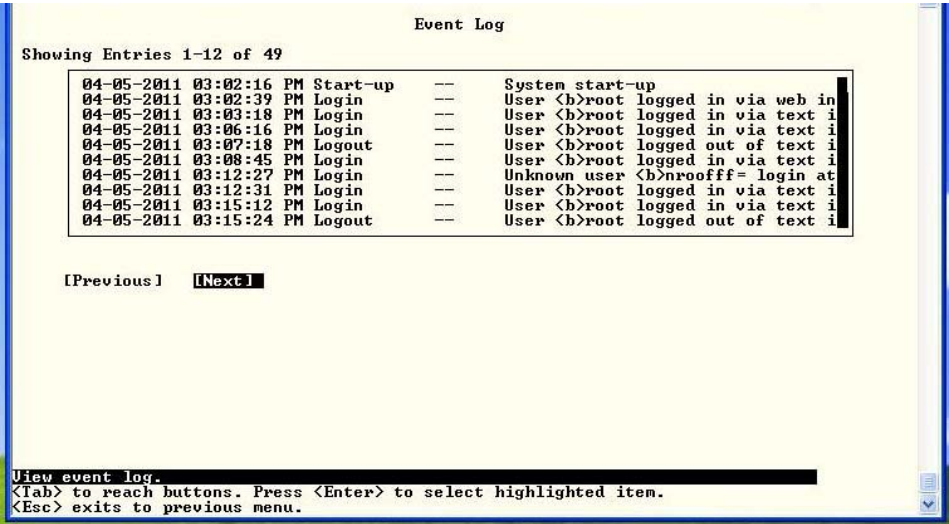 Event Log
Showing Entries 1-12 of 49
04-05-2011 03:02:16 PM Start-up -- System start-up
04-05-2011 03:02:39 PM Login -- User <b>root logged in via web in
04-05-2011 03:03:18 PM Login -- User <b>root logged in via text i
04-05-2011 03:06:16 PM Login -- User <b>root logged in via text i
04-05-2011 03:07:18 PM Logout -- User <b>root logged out of text i
04-05-2011 03:08:45 PM Login -- User <b>root logged in via text i
04-05-2011 03:12:27 PM Login -- Unknown user <b>nroofff= login at
04-05-2011 03:12:31 PM Login -- User <b>root logged in via text i
04-05-2011 03:15:12 PM Login -- User <b>root logged in via text i
04-05-2011 03:15:24 PM Logout -- User <b>root logged out of text i
[Previous] [Next]
View event log.
<Tab> to reach buttons. Press <Enter> to select highlighted item.
<Esc> exits to previous menu.